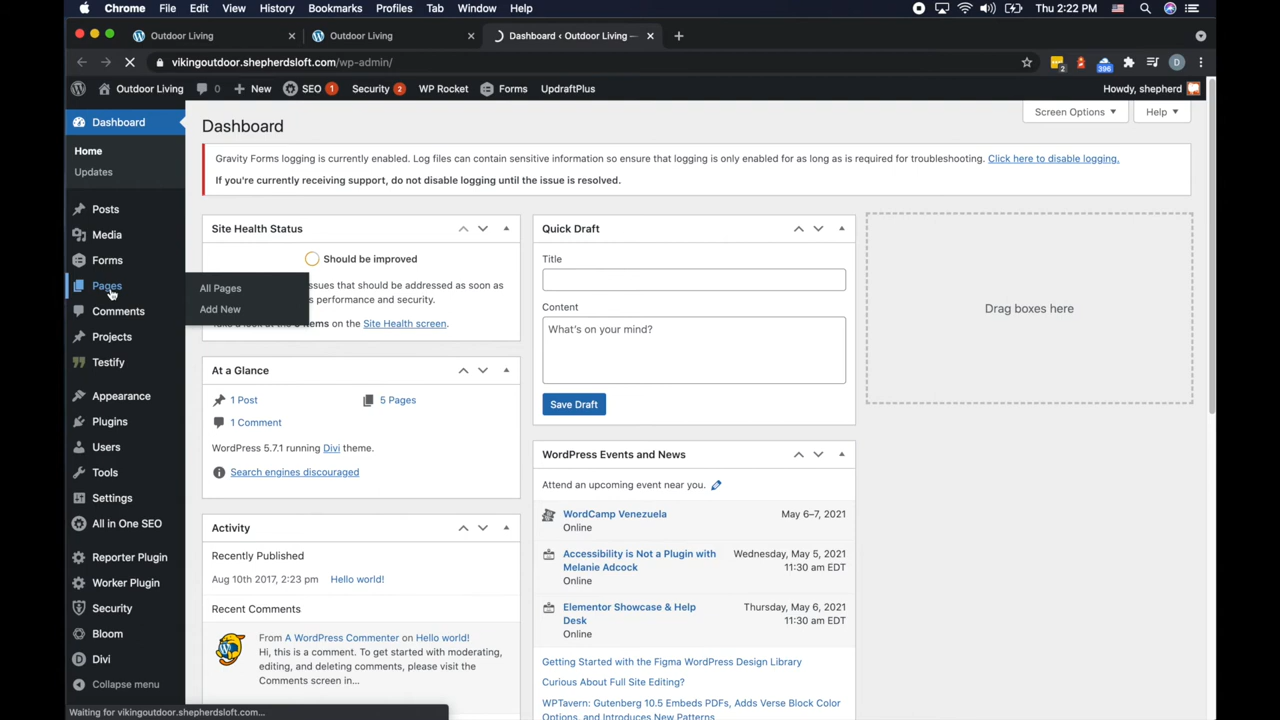 Chrome File Edit View History Bookmarks Profiles Tab Window Help Thu 2:22 PM
Outdoor Living Outdoor Living Dashboard ‹ Outdoor Living —
vikingoutdoor.shepherdsloft.com/wp-admin/ 2 396 D
Outdoor Living 0 New SEO 1 Security 2 WP Rocket Forms UpdraftPlus Howdy, shepherd
Dashboard
Home
Updates
Posts
Media
Forms
Pages
Comments
Projects
Testify
Appearance
Plugins
Users
Tools
Settings
All in One SEO
Reporter Plugin
Worker Plugin
Security
Bloom
Divi
Collapse menu
All Pages
Add New
Screen Options Help
Dashboard
Gravity Forms logging is currently enabled. Log files can contain sensitive information so ensure that logging is only enabled for as long as is required for troubleshooting. Click here to disable logging.
If you're currently receiving support, do not disable logging until the issue is resolved.
Site Health Status
Should be improved
issues that should be addressed as soon as
s performance and security.
Take a look at the 8 items on the Site Health screen.
At a Glance
1 Post 5 Pages
1 Comment
WordPress 5.7.1 running Divi theme.
Search engines discouraged
Activity
Recently Published
Aug 10th 2017, 2:23 pm Hello world!
Recent Comments
From A WordPress Commenter on Hello world!
Hi, this is a comment. To get started with moderating,
editing, and deleting comments, please visit the
Comments screen in…
Quick Draft
Title
Content
What's on your mind?
Save Draft
WordPress Events and News
Attend an upcoming event near you.
WordCamp Venezuela May 6–7, 2021
Online
Accessibility is Not a Plugin with Wednesday, May 5, 2021
Melanie Adcock 11:30 am EDT
Online
Elementor Showcase & Help Thursday, May 6, 2021
Desk 11:30 am EDT
Online
Getting Started with the Figma WordPress Design Library
Curious About Full Site Editing?
WPTavern: Gutenberg 10.5 Embeds PDFs, Adds Verse Block Color
Options, and Introduces New Patterns
Drag boxes here
Waiting for vikingoutdoor.shepherdsloft.com...